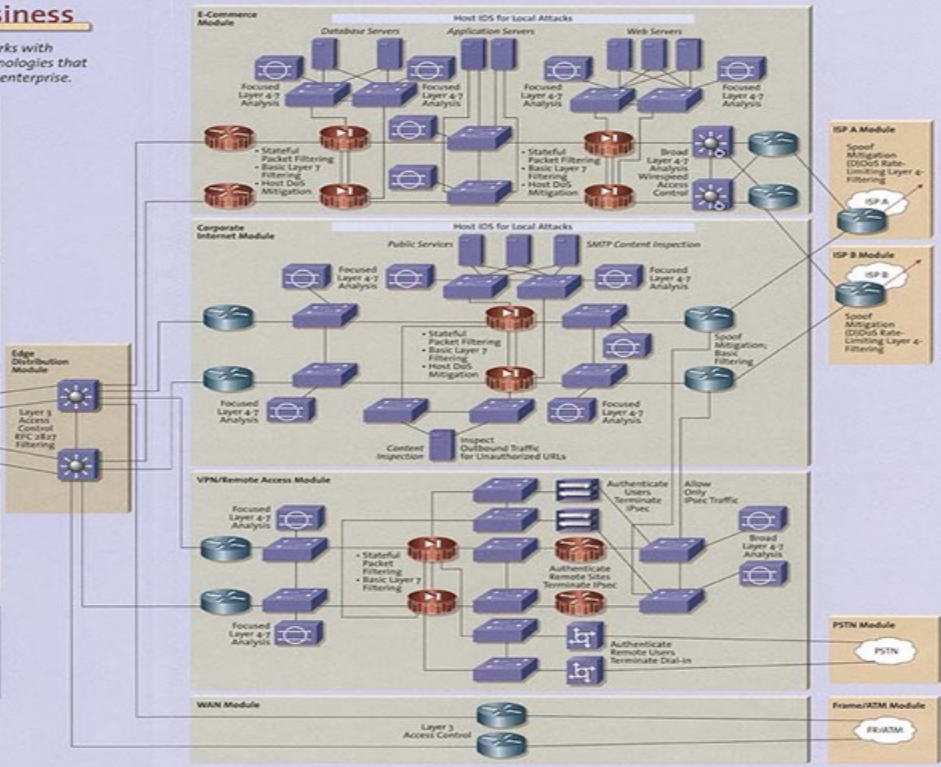 siness
rks with
nologies that
enterprise.
E-Commerce
Module
Host IDS for Local Attacks
Database Servers
Application Servers
Web Servers
Focused
Layer 4-7
Analysis
Focused
Layer 4-7
Analysis
Focused
Layer 4-7
Analysis
Focused
Layer 4-7
Analysis
• Stateful
Packet Filtering
• Basic Layer 7
Filtering
• Host DoS
Mitigation
• Stateful
Packet Filtering
• Basic Layer 7
Filtering
• Host DoS
Mitigation
Broad
Layer 4-7
Analysis
Wirespeed
Access
Control
ISP A Module
Spoof
Mitigation
(D)DoS Rate-
Limiting Layer 4-
Filtering
ISP A
Corporate
Internet Module
Host IDS for Local Attacks
Public Services
SMTP Content Inspection
Focused
Layer 4-7
Analysis
Focused
Layer 4-7
Analysis
• Stateful
Packet Filtering
• Basic Layer 7
Filtering
• Host DoS
Mitigation
Spoof
Mitigation;
Basic
Filtering
Focused
Layer 4-7
Analysis
Focused
Layer 4-7
Analysis
Content
Inspection
Inspect
Outbound Traffic
for Unauthorized URLs
ISP B Module
ISP B
Spoof
Mitigation
(D)DoS Rate-
Limiting Layer 4-
Filtering
Edge
Distribution
Module
Layer 3
Access
Control
RFC 2827
Filtering
VPN/Remote Access Module
Focused
Layer 4-7
Analysis
Authenticate
Users
Terminate
IPsec
Allow
Only
IPsec Traffic
Broad
Layer 4-7
Analysis
• Stateful
Packet
Filtering
• Basic Layer 7
Filtering
Authenticate
Remote Sites
Terminate IPsec
Focused
Layer 4-7
Analysis
Authenticate
Remote Users
Terminate Dial-In
PSTN Module
PSTN
WAN Module
Layer 3
Access Control
Frame/ATM Module
FR/ATM